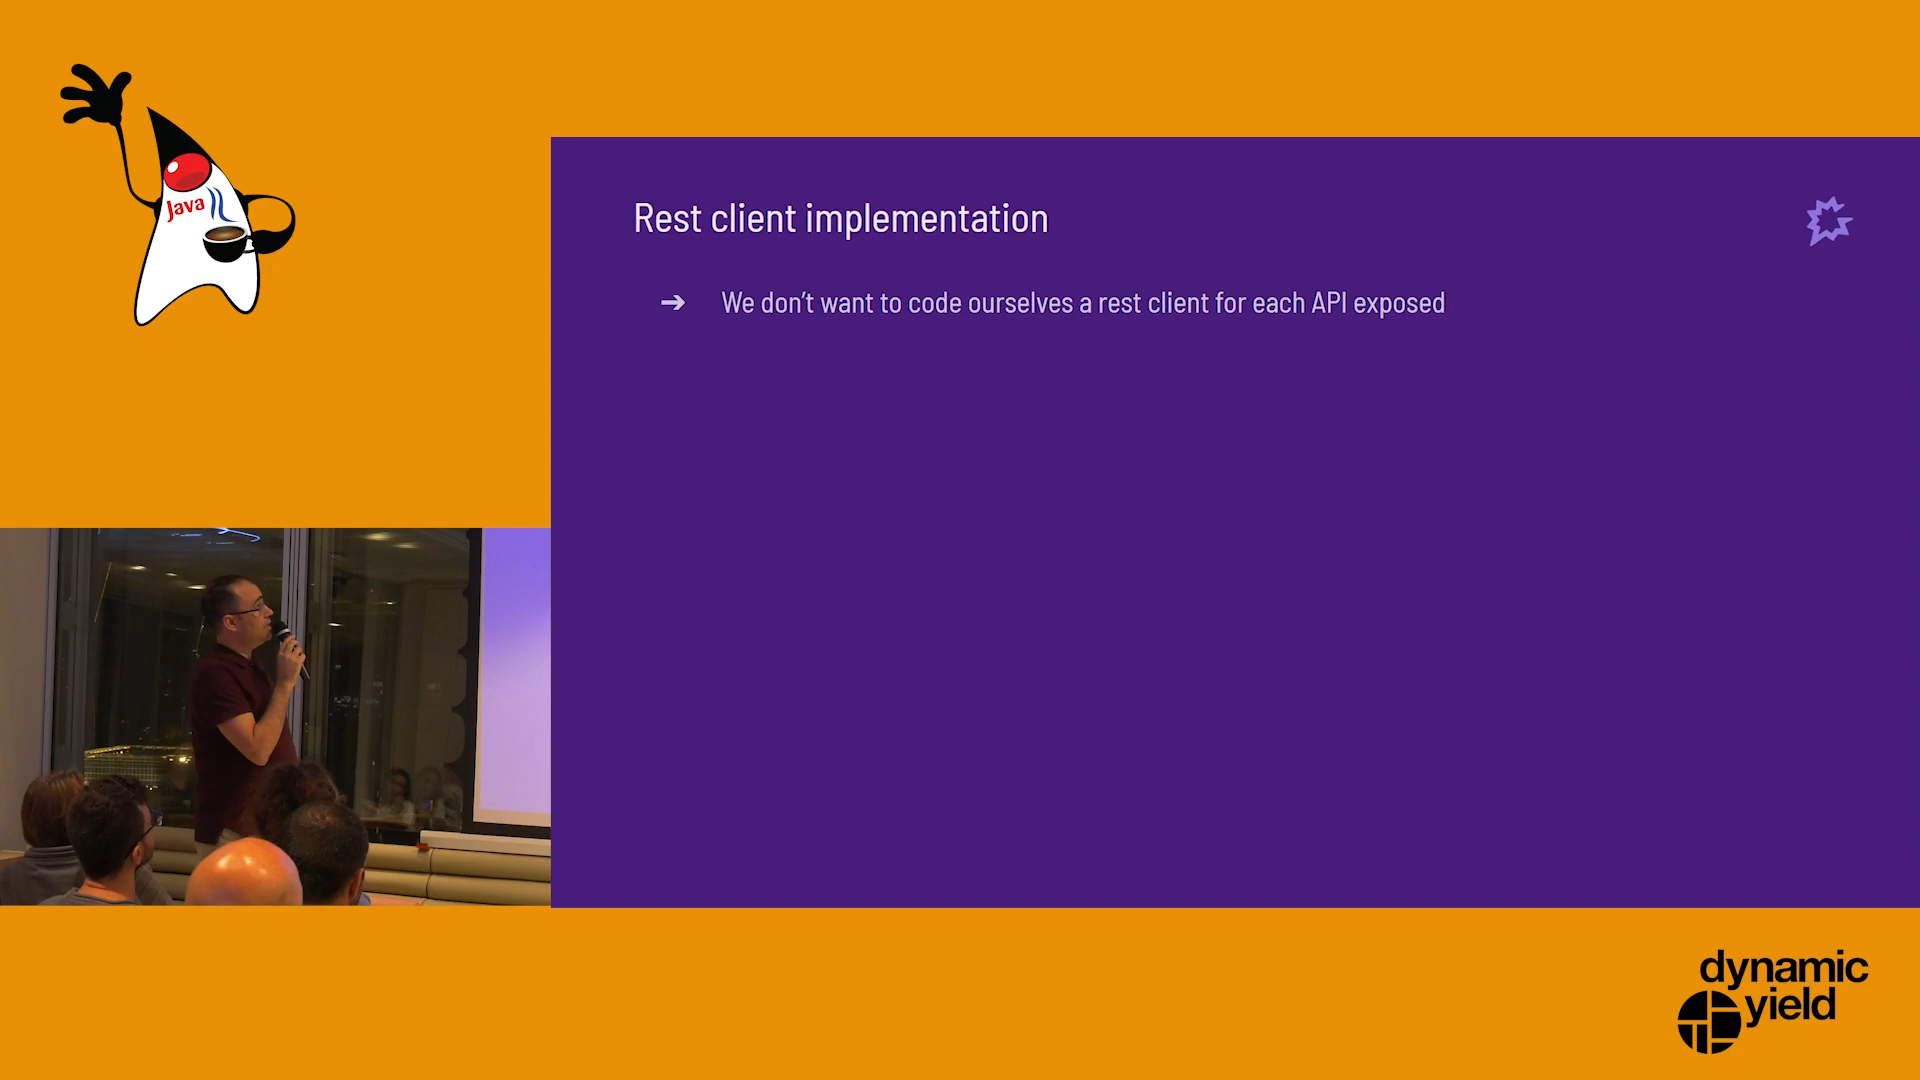 Java
Rest client implementation
➔ We don’t want to code ourselves a rest client for each API exposed
dynamic
yield